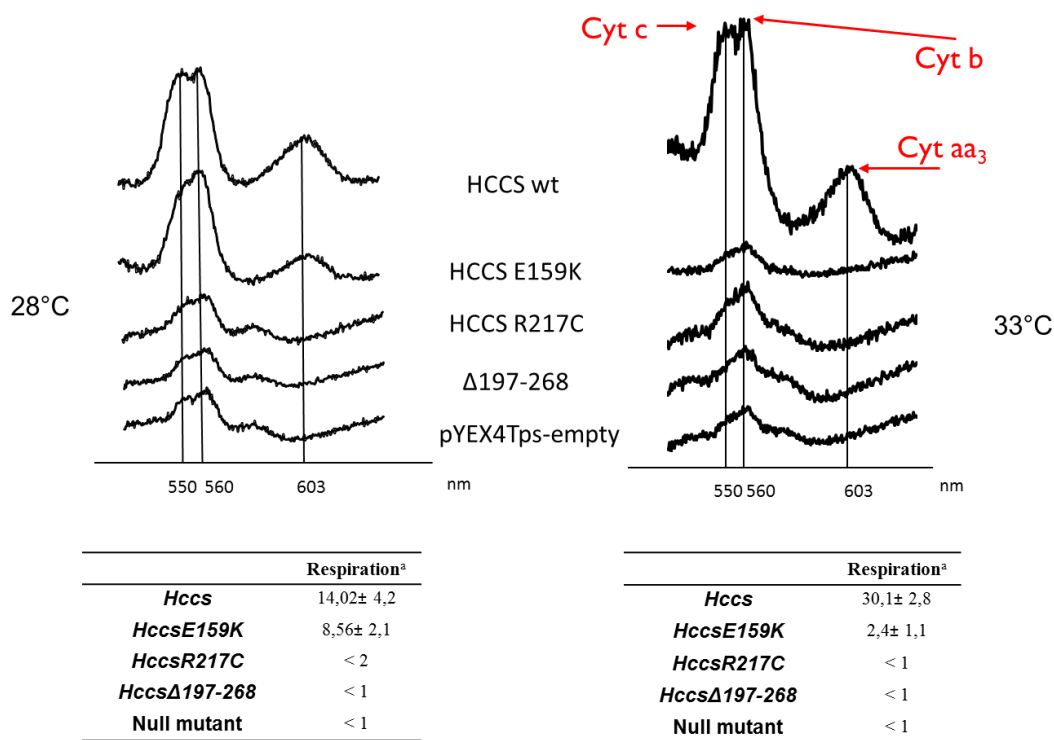 Cyt c
Cyt b
Cyt aa₃
HCCS wt
HCCS E159K
28°C
HCCS R217C
33°C
Δ197-268
pYEX4Tps-empty
550 560 603 nm
550 560 603 nm
Respirationᵃ
Hccs 14,02± 4,2
HccsE159K 8,56± 2,1
HccsR217C < 2
HccsΔ197-268 < 1
Null mutant < 1
Respirationᵃ
Hccs 30,1± 2,8
HccsE159K 2,4± 1,1
HccsR217C < 1
HccsΔ197-268 < 1
Null mutant < 1